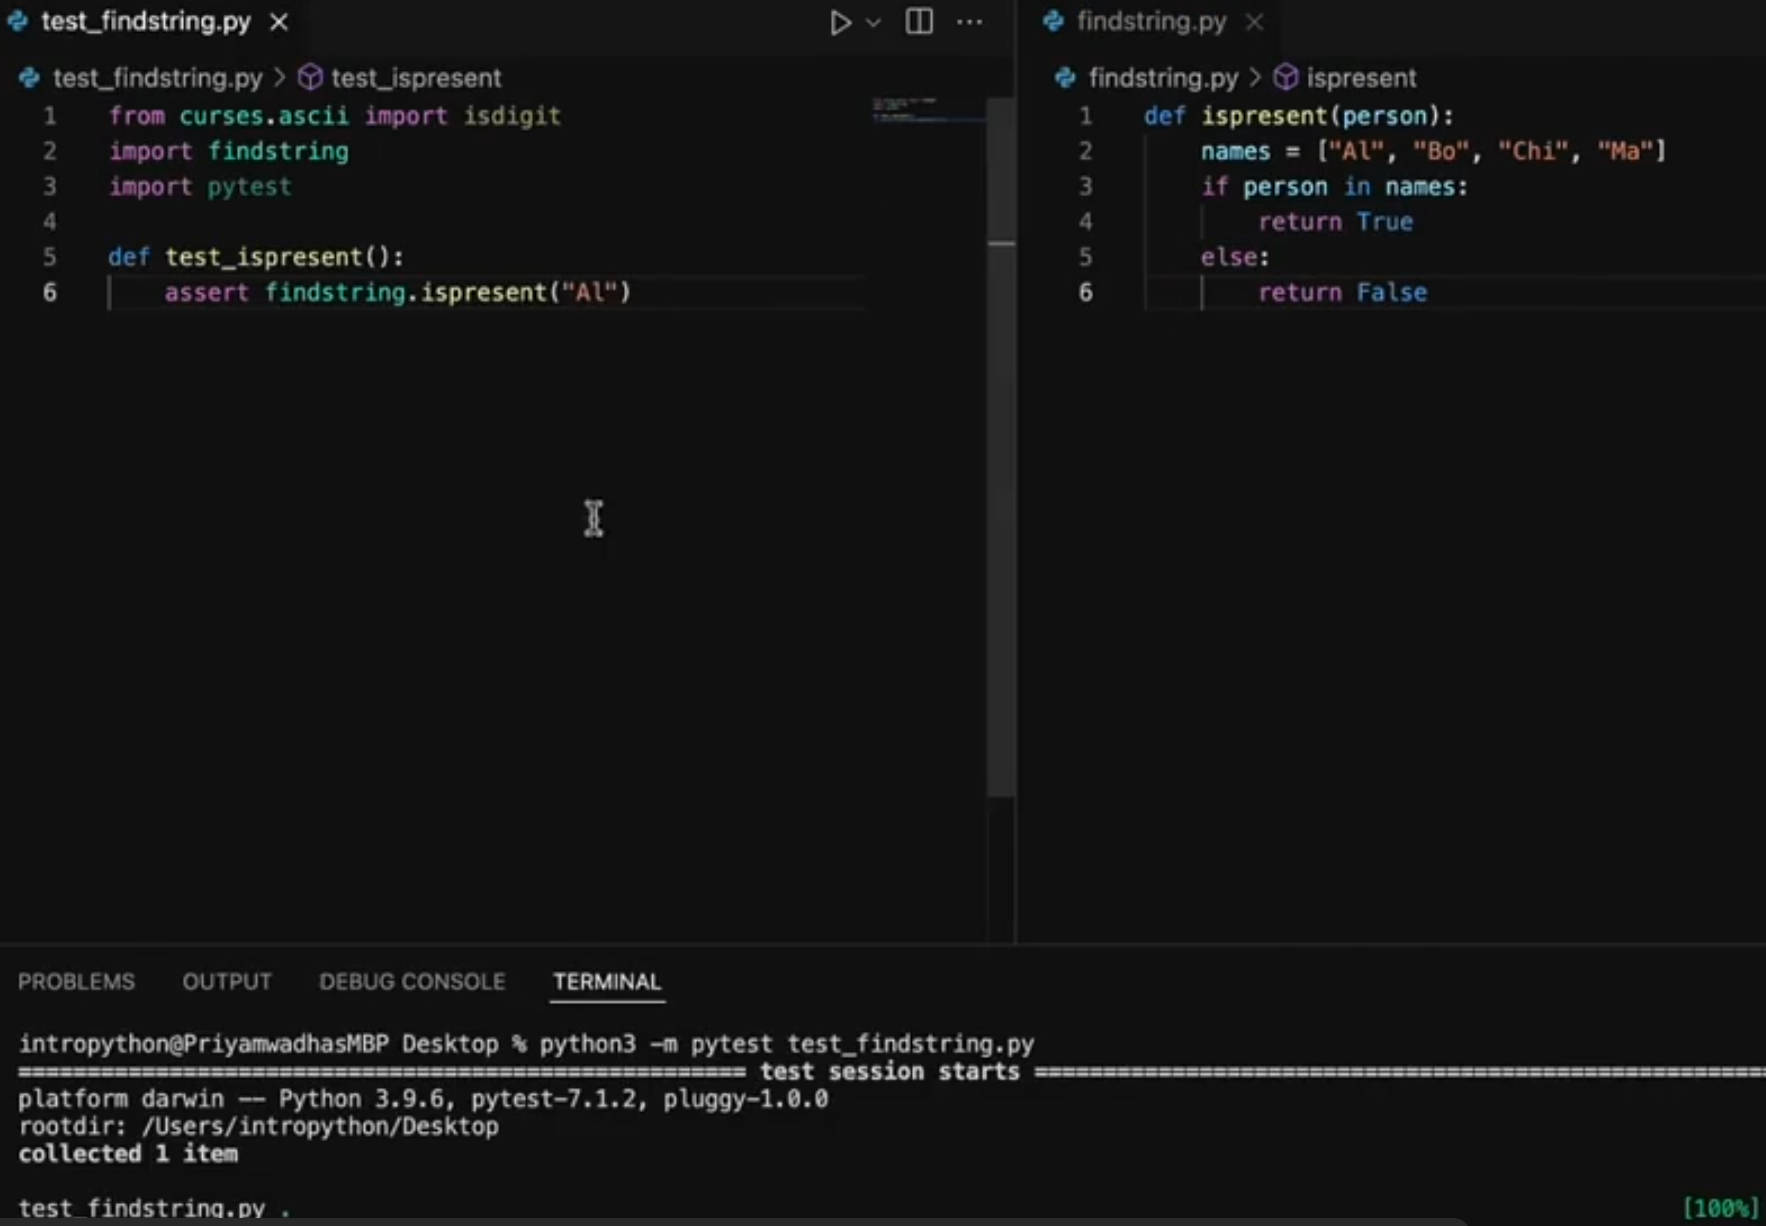 test_findstring.py
test_findstring.py > test_ispresent
1 from curses.ascii import isdigit
2 import findstring
3 import pytest
4
5 def test_ispresent():
6     assert findstring.ispresent("Al")
findstring.py
findstring.py > ispresent
1 def ispresent(person):
2     names = ["Al", "Bo", "Chi", "Ma"]
3     if person in names:
4         return True
5     else:
6         return False
PROBLEMS OUTPUT DEBUG CONSOLE TERMINAL
intropython@PriyamwadhasMBP Desktop % python3 -m pytest test_findstring.py
===================================================== test session starts =====================================================
platform darwin -- Python 3.9.6, pytest-7.1.2, pluggy-1.0.0
rootdir: /Users/intropython/Desktop
collected 1 item
test_findstring.py . [100%]